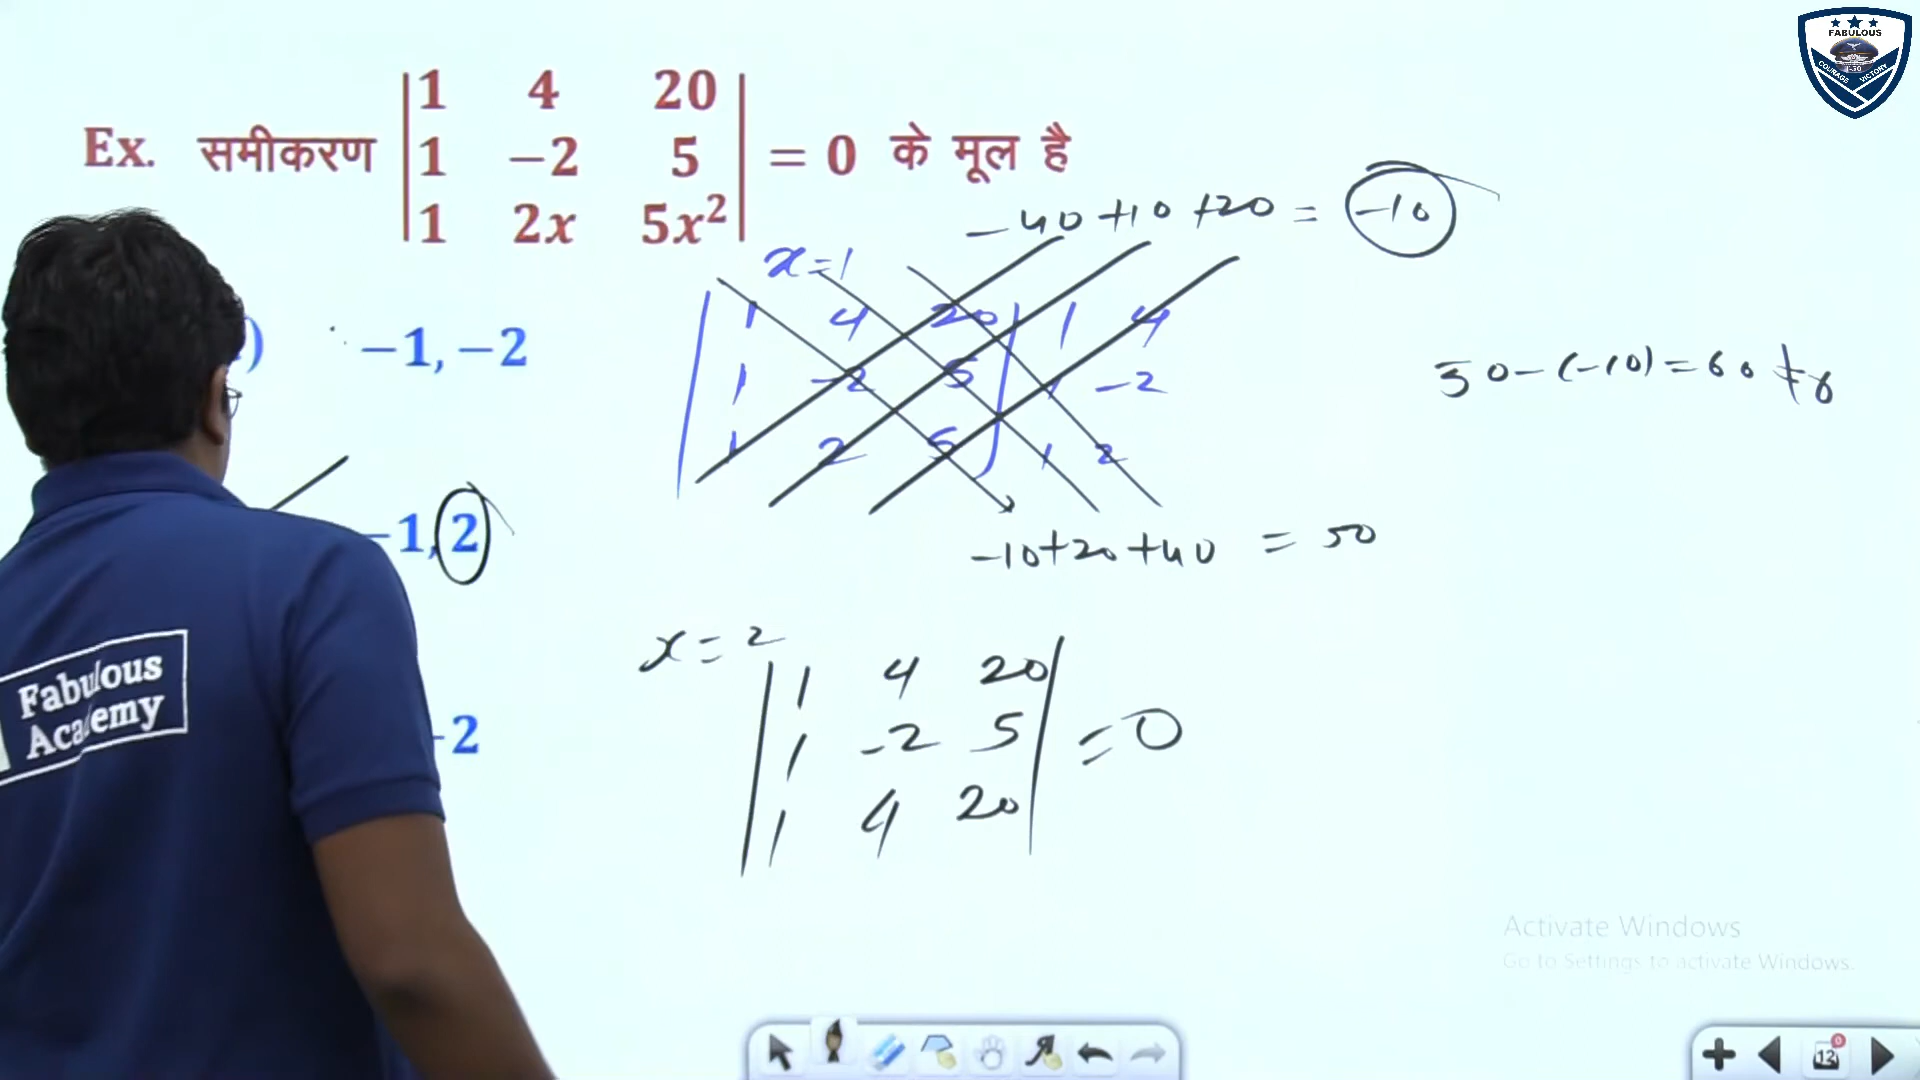 FABULOUS
COURAGE VICTORY
1 4 20
Ex. समीकरण 1 -2 5 = 0 के मूल है
1 2x 5x²
-40 +10 +20 = -10
x=1
1 4 20 1 4
) -1, -2
1 -2 5 1 -2
50-(-10)=60≠0
1 2 5 1 2
-1, 2
-10+20+40 = 50
x=2
1 4 20
Fabulous
Academy
-2
1 -2 5 =0
1 4 20
Activate Windows
Go to Settings to activate Windows.
12